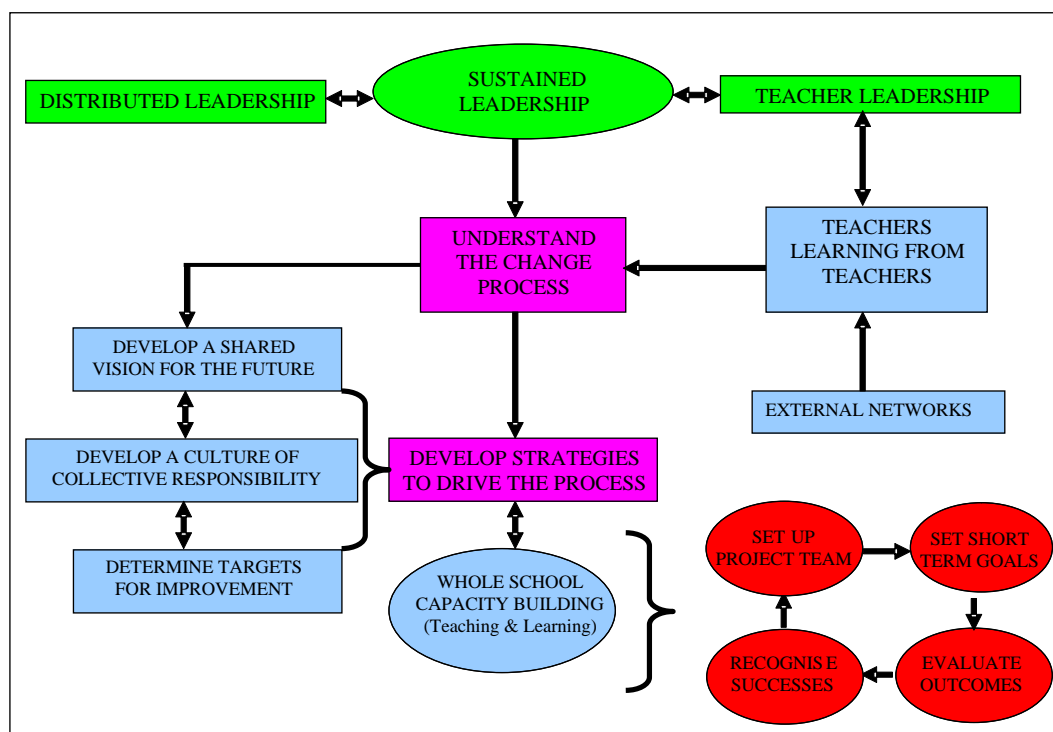 SUSTAINED
LEADERSHIP
DISTRIBUTED LEADERSHIP
TEACHER LEADERSHIP
UNDERSTAND
THE CHANGE
PROCESS
TEACHERS
LEARNING FROM
TEACHERS
DEVELOP A SHARED
VISION FOR THE FUTURE
EXTERNAL NETWORKS
DEVELOP A CULTURE OF
COLLECTIVE RESPONSIBILITY
DEVELOP STRATEGIES
TO DRIVE THE PROCESS
DETERMINE TARGETS
FOR IMPROVEMENT
WHOLE SCHOOL
CAPACITY BUILDING
(Teaching & Learning)
SET UP
PROJECT TEAM
SET SHORT
TERM GOALS
RECOGNISE
SUCCESSES
EVALUATE
OUTCOMES